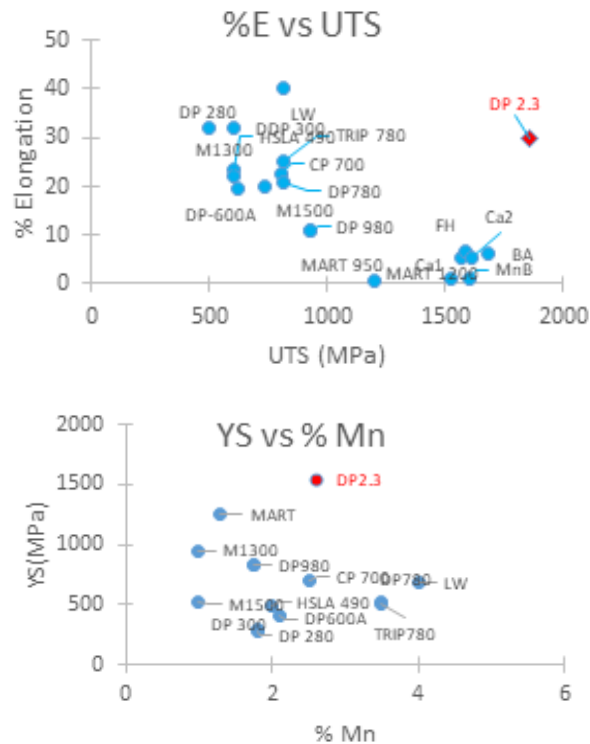 %E vs UTS
50
40
30
20
10
0
% Elongation
DP 280
LW
DDP 300
HSLA 490
TRIP 780
M1300
CP 700
DP780
DP-600A
M1500
DP 980
DP 2.3
FH
Ca2
MART 950
Ca1
BA
MART 1200
MnB
0 500 1000 1500 2000
UTS (MPa)
YS vs % Mn
2000
1500
1000
500
0
YS(MPa)
DP2.3
MART
M1300
DP980
CP 700
DP780
LW
M1500
HSLA 490
DP 300
DP600A
DP 280
TRIP780
0 2 4 6
% Mn